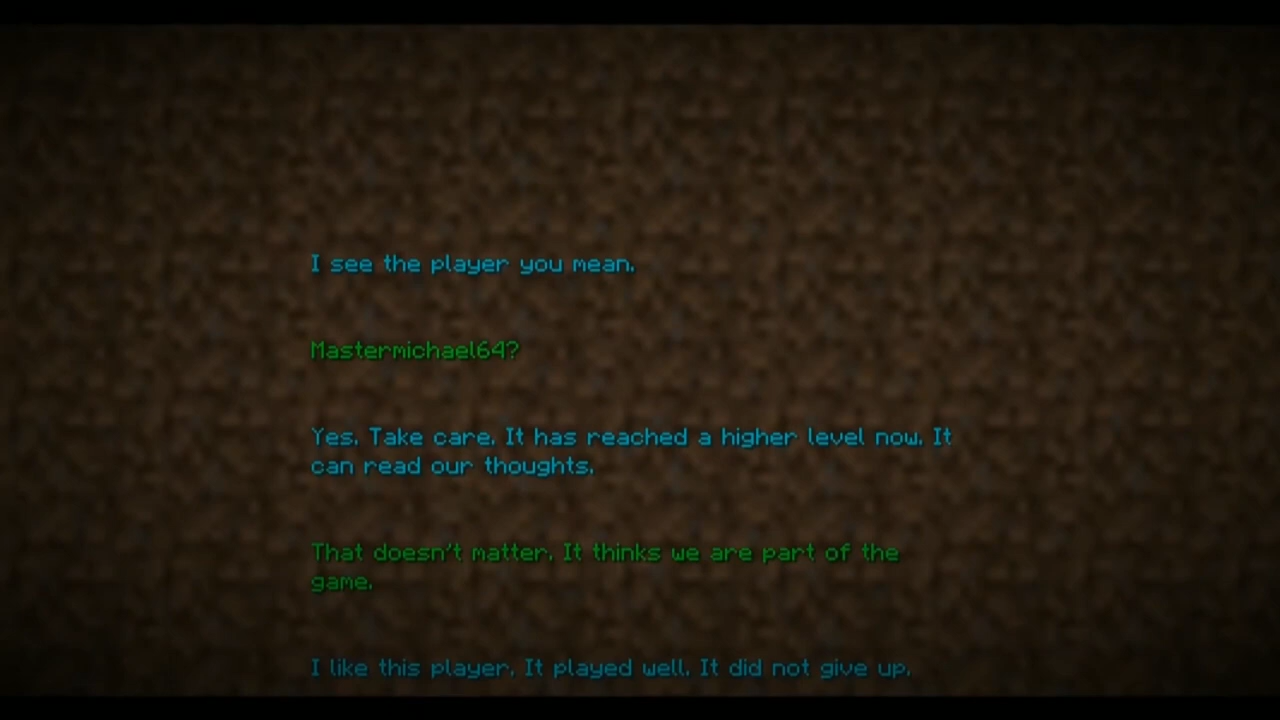 I see the player you mean.
Mastermichael64?
Yes. Take care. It has reached a higher level now. It
can read our thoughts.
That doesn't matter. It thinks we are part of the
game.
I like this player. It played well. It did not give up.